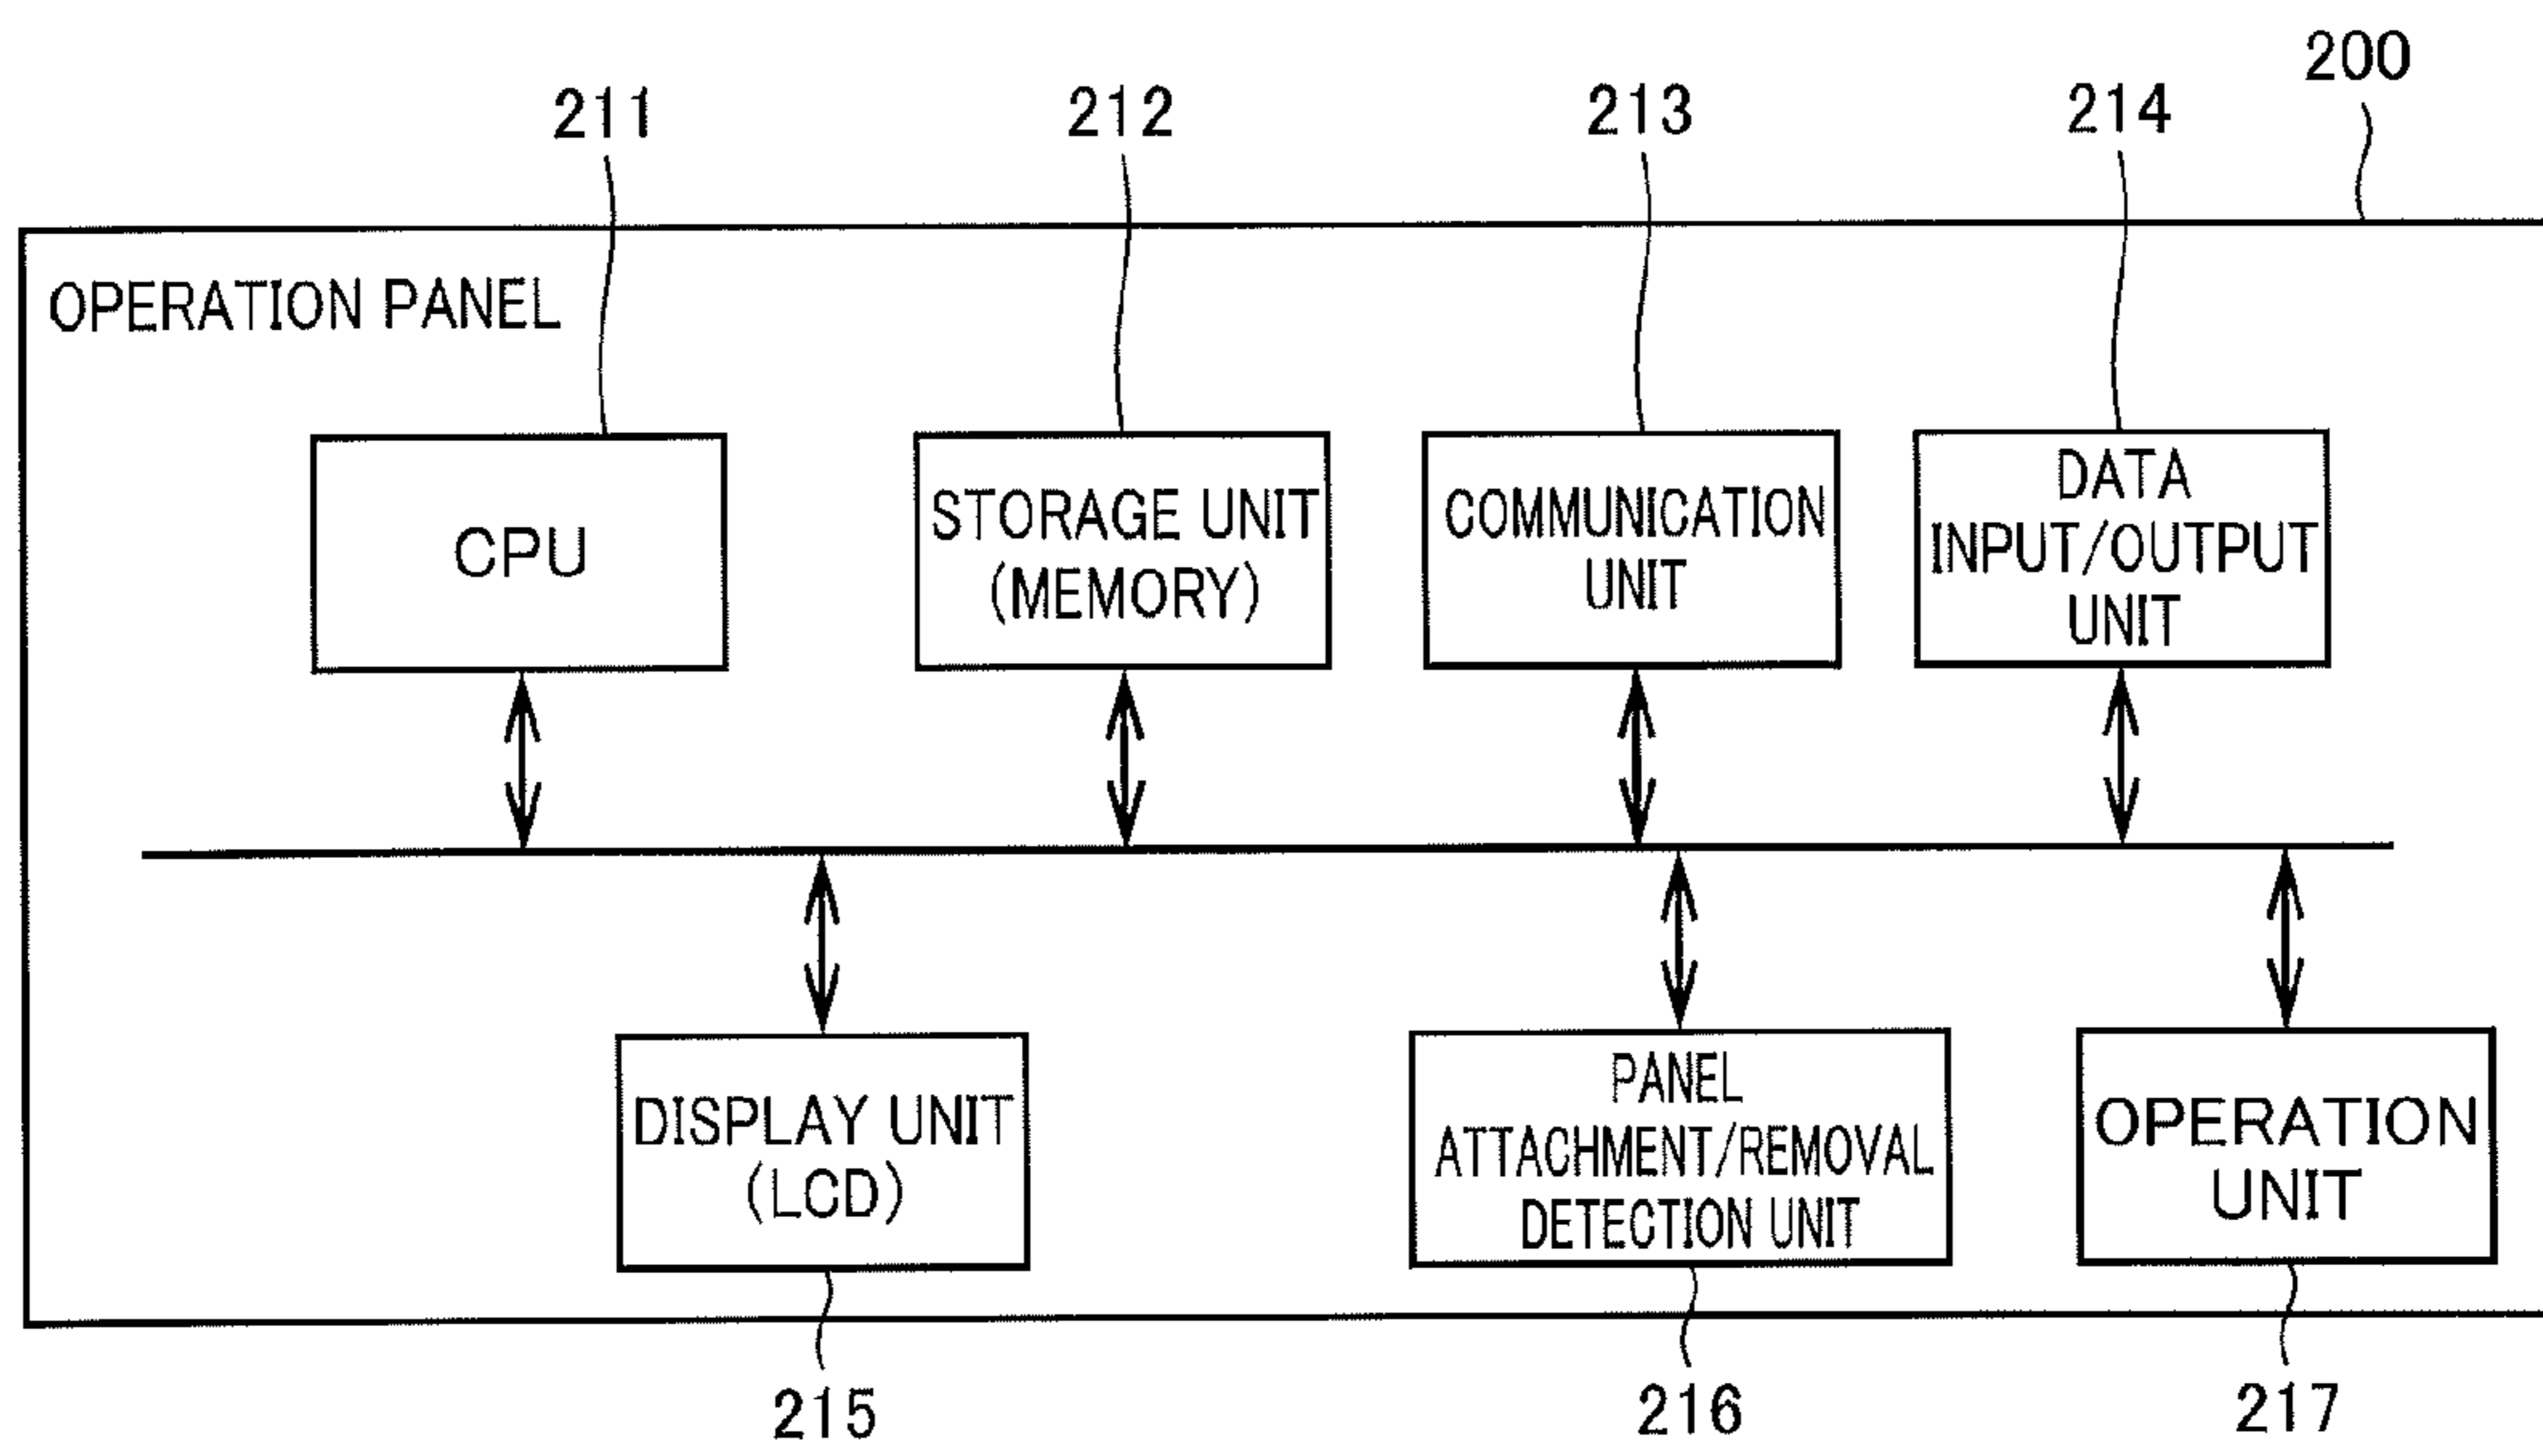 200
211
212
213
214
OPERATION PANEL
CPU
STORAGE UNIT
(MEMORY)
COMMUNICATION
UNIT
DATA
INPUT/OUTPUT
UNIT
DISPLAY UNIT
(LCD)
PANEL
ATTACHMENT/REMOVAL
DETECTION UNIT
OPERATION
UNIT
215
216
217